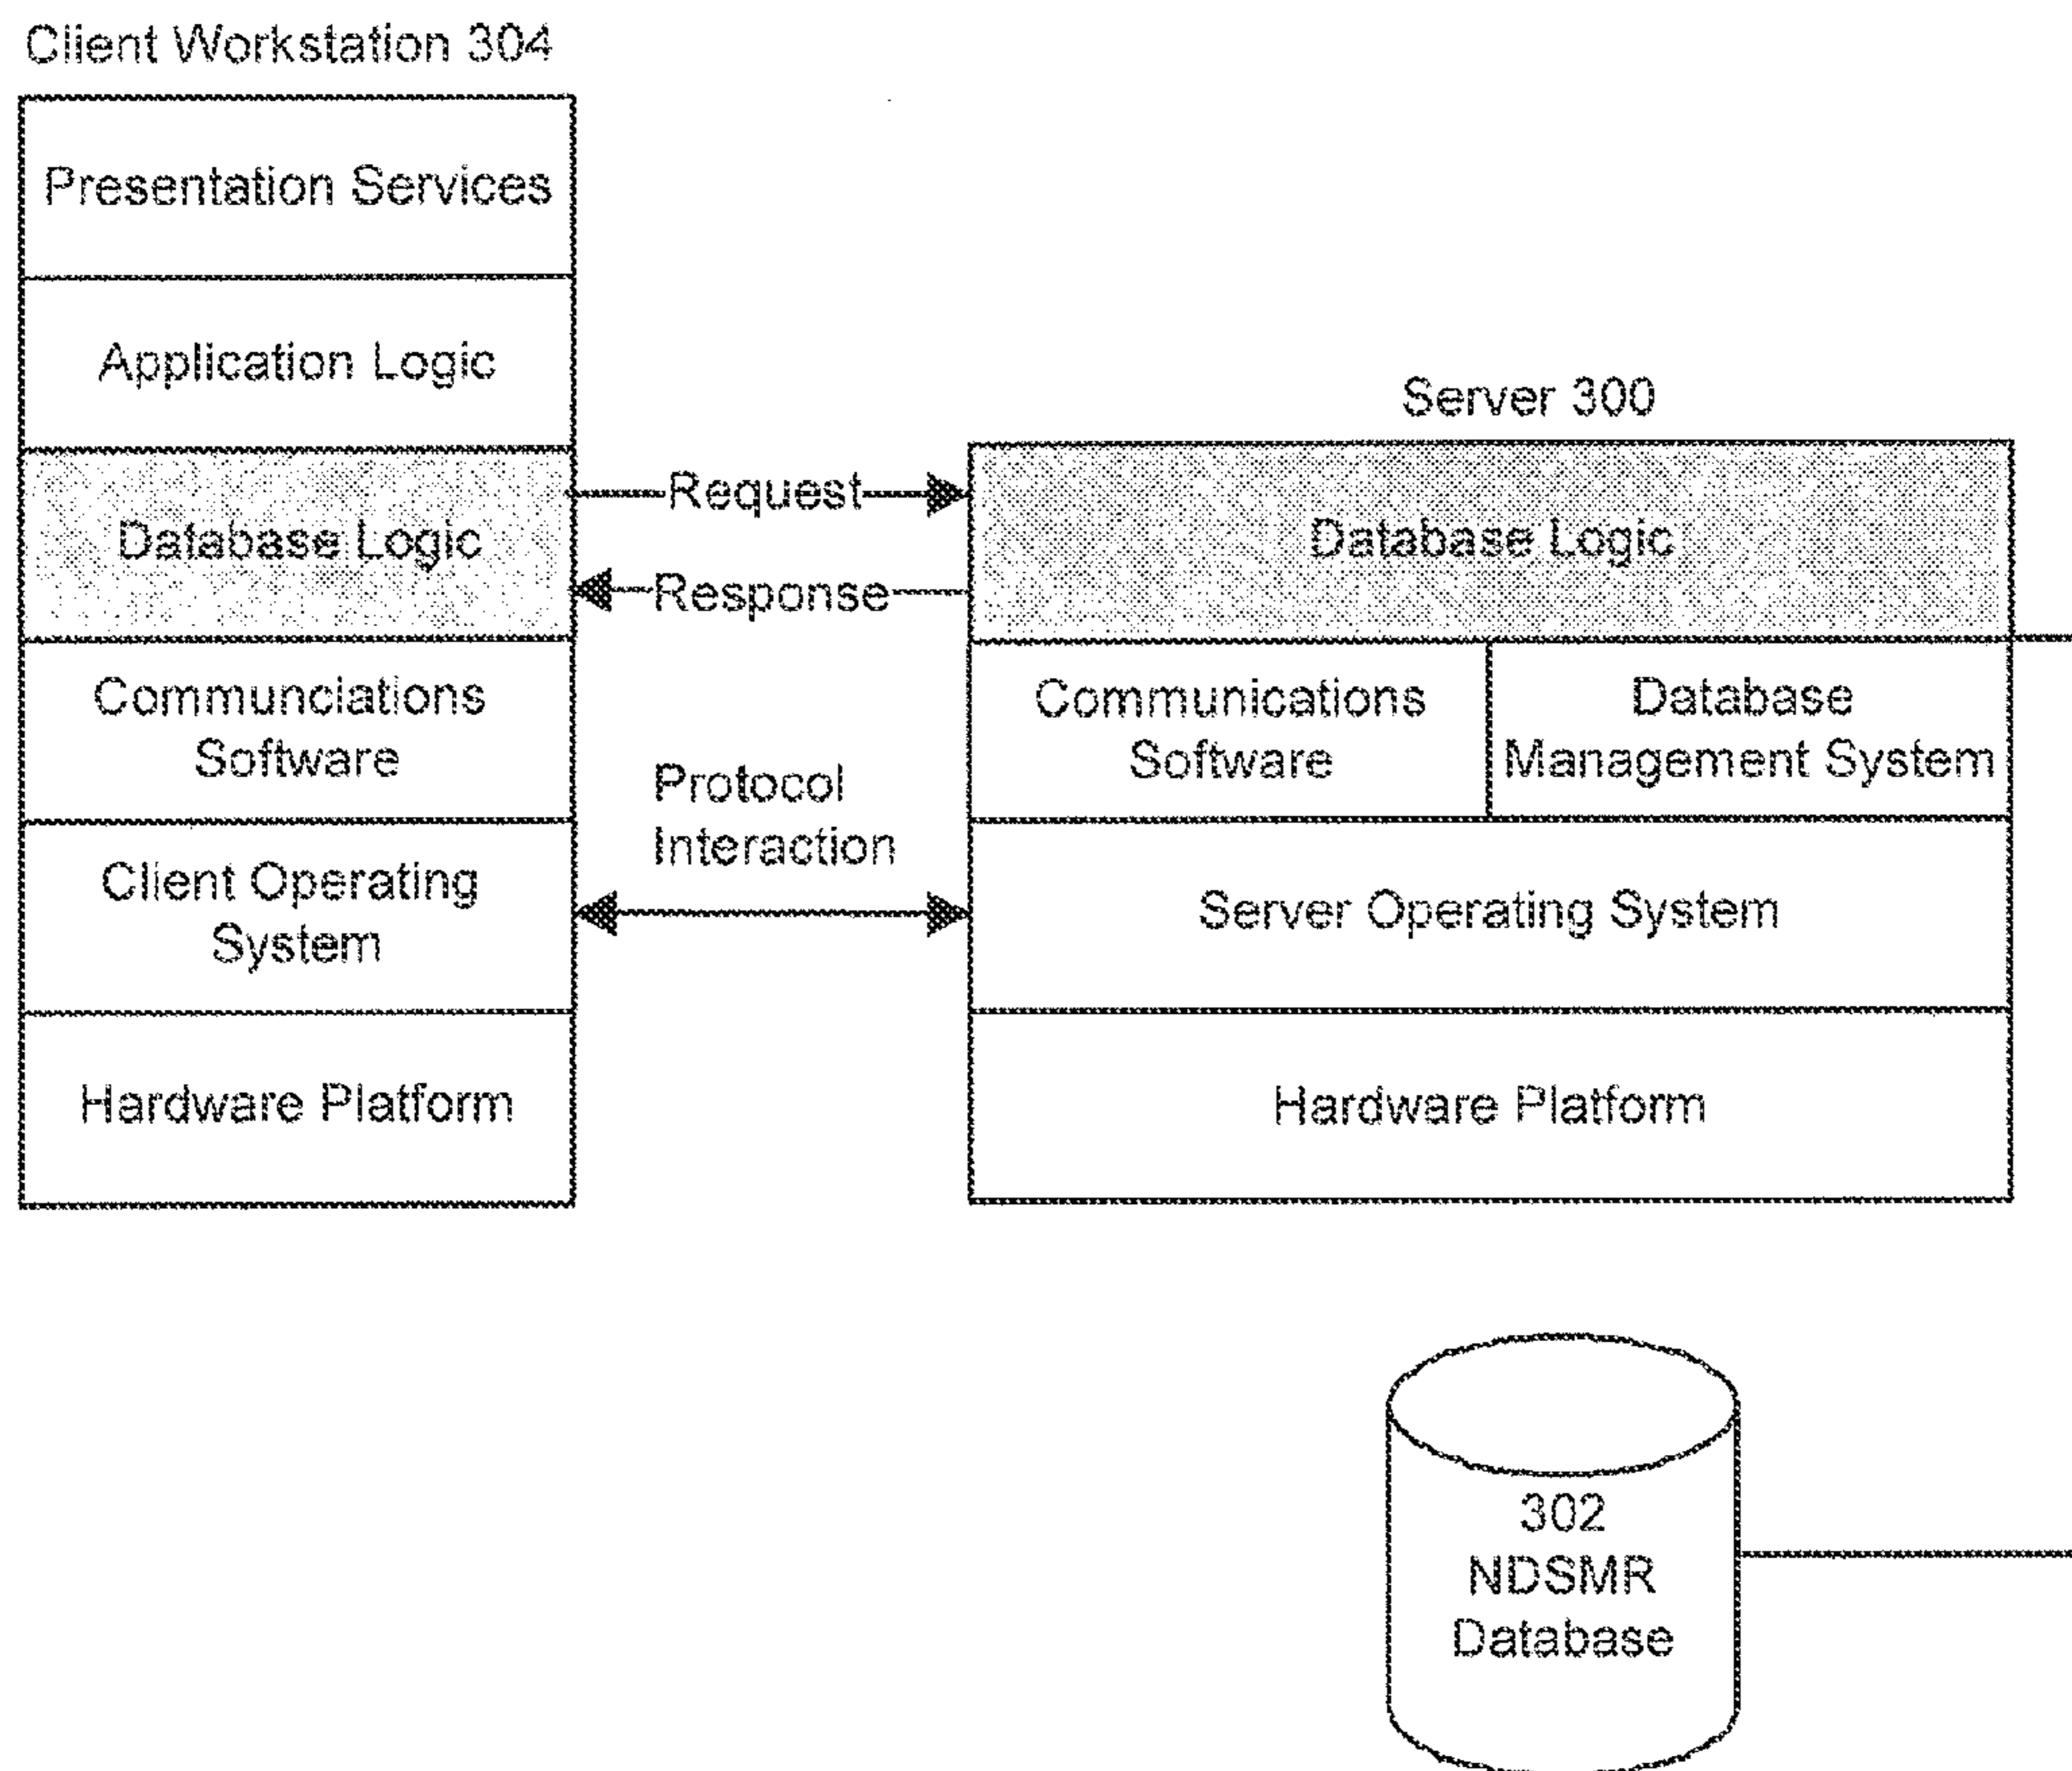 Client Workstation 304
Presentation Services
Application Logic
Database Logic
Communciations
Software
Client Operating
System
Hardware Platform
Request
Response
Protocol
Interaction
Server 300
Database Logic
Communications
Software
Database
Management System
Server Operating System
Hardware Platform
302
NDSMR
Database